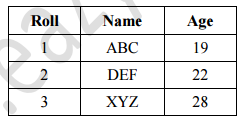 Roll Name Age
1 ABC 19
2 DEF 22
3 XYZ 28